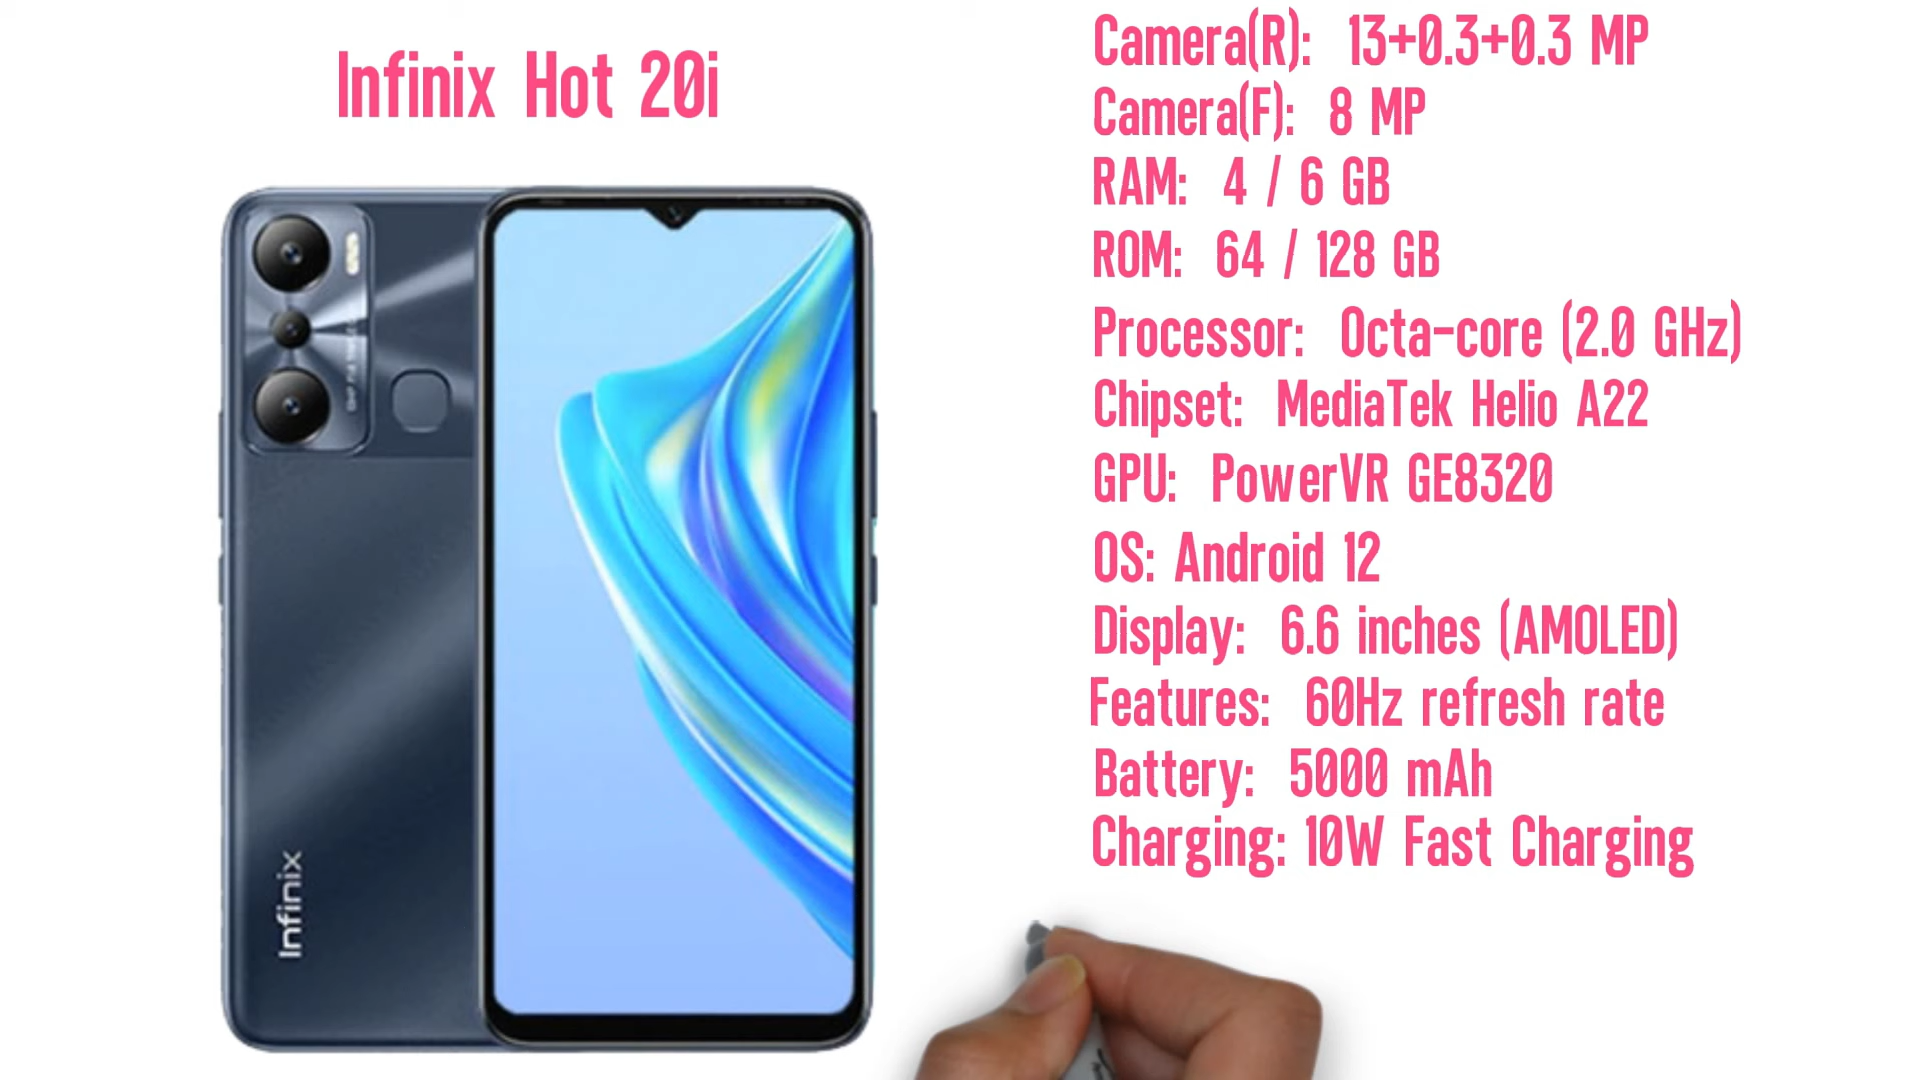 Infinix Hot 20i
Camera(R): 13+0.3+0.3 MP
Camera(F): 8 MP
RAM: 4 / 6 GB
ROM: 64 / 128 GB
Processor: Octa-core (2.0 GHz)
Chipset: MediaTek Helio A22
GPU: PowerVR GE8320
OS: Android 12
Display: 6.6 inches (AMOLED)
Features: 60Hz refresh rate
Battery: 5000 mAh
Charging: 10W Fast Charging
Infinix